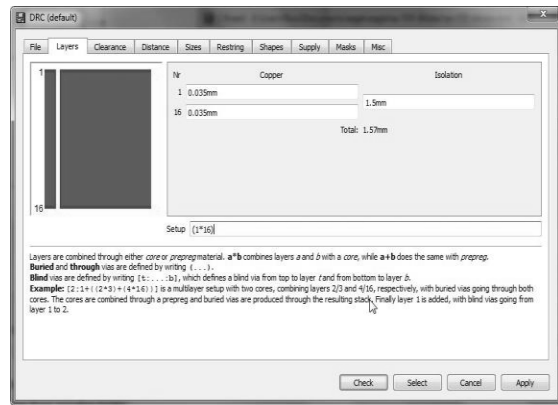 DRC (default)
File Layers Clearance Distance Sizes Restring Shapes Supply Masks Misc
Nr Copper Isolation
1
1 0.035mm
1.5mm
16 0.035mm
Total: 1.57mm
16
Setup (1*16)
Layers are combined through either core or prepreg material. a*b combines layers a and b with a core, while a+b does the same with prepreg.
Buried and through vias are defined by writing (...).
Blind vias are defined by writing [t:...:b], which defines a blind via from top to layer t and from bottom to layer b.
Example: [2:1+((2*3)+(4*16))] is a multilayer setup with two cores, combining layers 2/3 and 4/16, respectively, with buried vias going through both
cores. The cores are combined through a prepreg and buried vias are produced through the resulting stack. Finally layer 1 is added, with blind vias going from
layer 1 to 2.
Check Select Cancel Apply